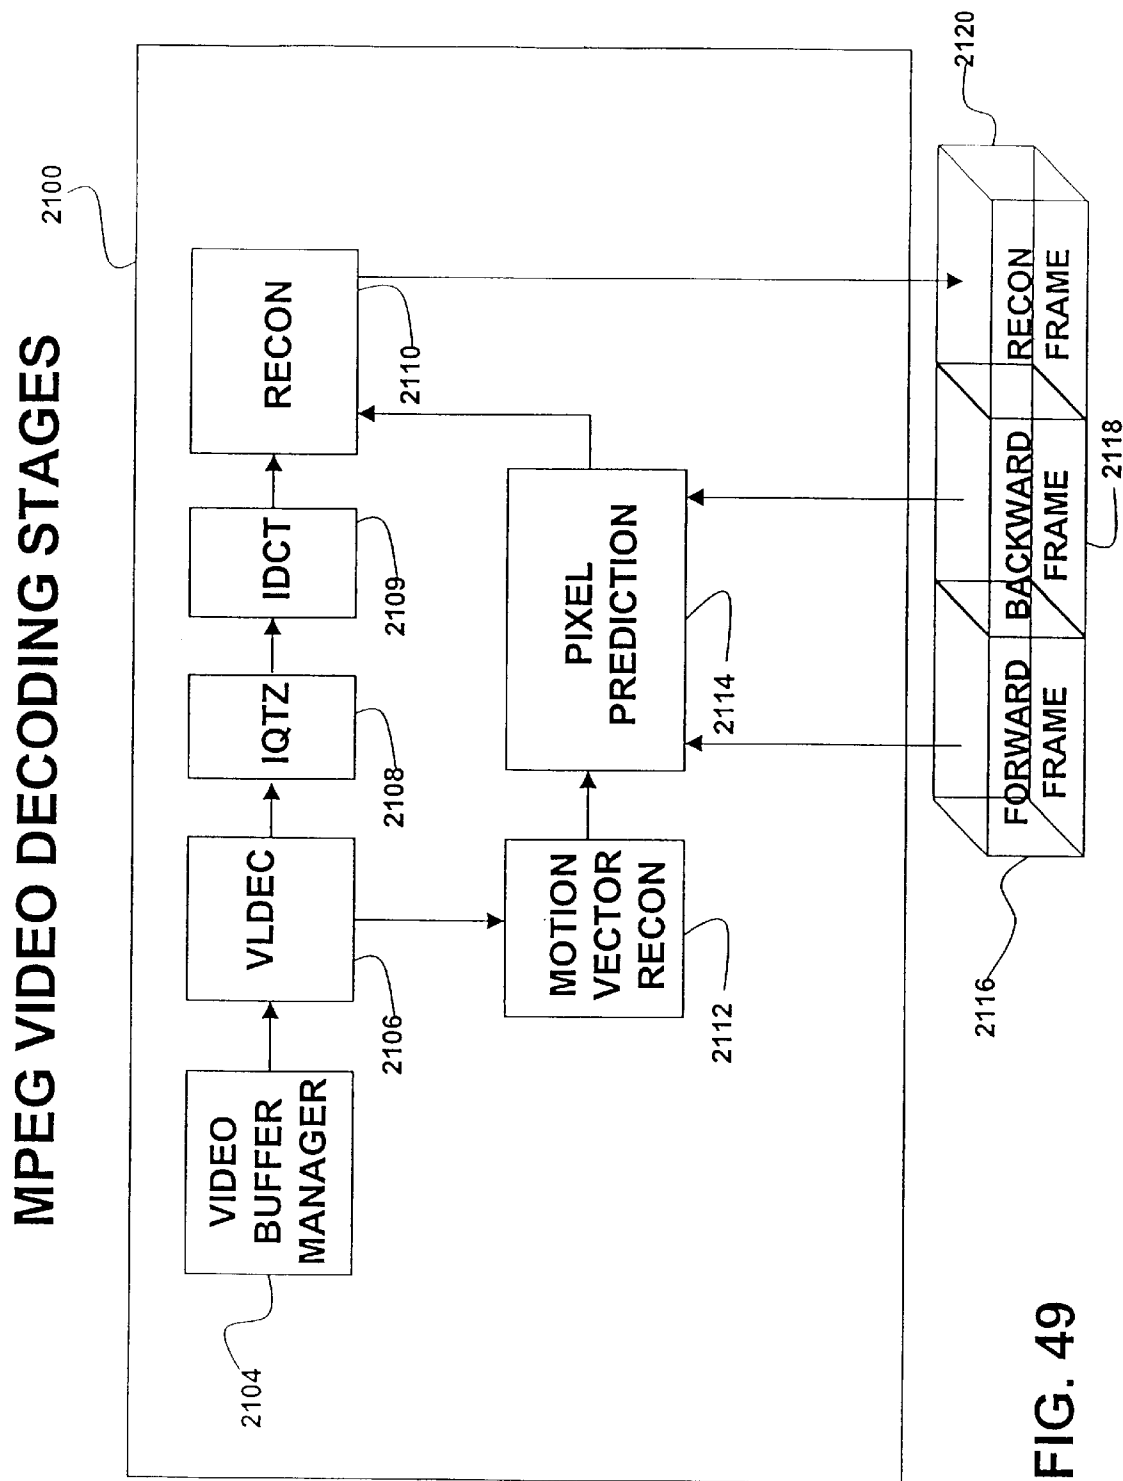 MPEG VIDEO DECODING STAGES
2100
VIDEO
BUFFER
MANAGER
2104
VLDEC
2106
IQTZ
2108
IDCT
2109
RECON
2110
MOTION
VECTOR
RECON
2112
PIXEL
PREDICTION
2114
FORWARD
FRAME
2116
BACKWARD
FRAME
2118
RECON
FRAME
2120
FIG. 49